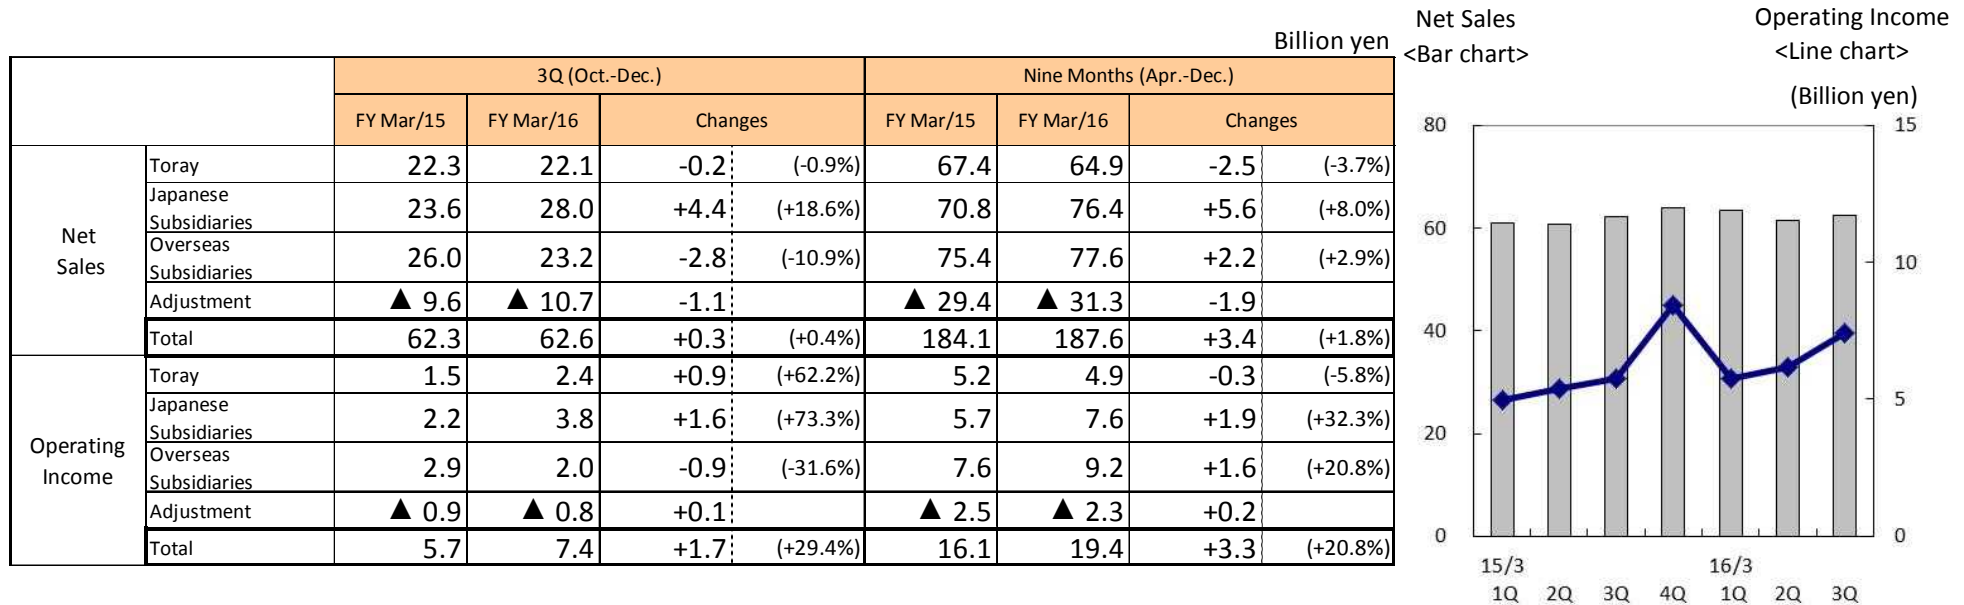 Billion yen
3Q (Oct.-Dec.) Nine Months (Apr.-Dec.)
FY Mar/15 FY Mar/16 Changes FY Mar/15 FY Mar/16 Changes
Net Sales
Toray 22.3 22.1 -0.2 (-0.9%) 67.4 64.9 -2.5 (-3.7%)
Japanese Subsidiaries 23.6 28.0 +4.4 (+18.6%) 70.8 76.4 +5.6 (+8.0%)
Overseas Subsidiaries 26.0 23.2 -2.8 (-10.9%) 75.4 77.6 +2.2 (+2.9%)
Adjustment ▲ 9.6 ▲ 10.7 -1.1 ▲ 29.4 ▲ 31.3 -1.9
Total 62.3 62.6 +0.3 (+0.4%) 184.1 187.6 +3.4 (+1.8%)
Operating Income
Toray 1.5 2.4 +0.9 (+62.2%) 5.2 4.9 -0.3 (-5.8%)
Japanese Subsidiaries 2.2 3.8 +1.6 (+73.3%) 5.7 7.6 +1.9 (+32.3%)
Overseas Subsidiaries 2.9 2.0 -0.9 (-31.6%) 7.6 9.2 +1.6 (+20.8%)
Adjustment ▲ 0.9 ▲ 0.8 +0.1 ▲ 2.5 ▲ 2.3 +0.2
Total 5.7 7.4 +1.7 (+29.4%) 16.1 19.4 +3.3 (+20.8%)
Net Sales
<Bar chart>
Operating Income
<Line chart>
(Billion yen)
80
60
40
20
0
15
10
5
0
15/3 16/3
1Q 2Q 3Q 4Q 1Q 2Q 3Q